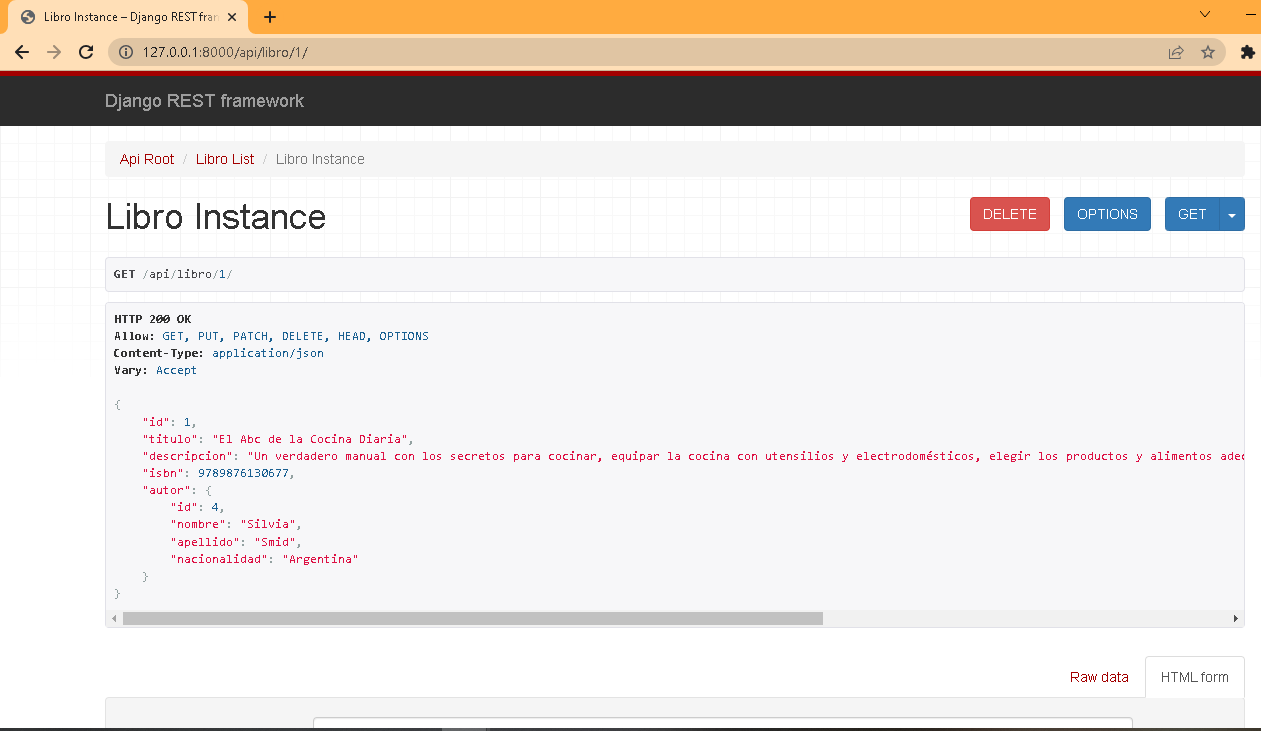 Libro Instance – Django REST fran
127.0.0.1:8000/api/libro/1/
Django REST framework
Api Root / Libro List / Libro Instance
Libro Instance
DELETE OPTIONS GET
GET /api/libro/1/
HTTP 200 OK
Allow: GET, PUT, PATCH, DELETE, HEAD, OPTIONS
Content-Type: application/json
Vary: Accept
{
"id": 1,
"titulo": "El Abc de la Cocina Diaria",
"descripcion": "Un verdadero manual con los secretos para cocinar, equipar la cocina con utensilios y electrodomésticos, elegir los productos y alimentos adec
"isbn": 9789876130677,
"autor": {
"id": 4,
"nombre": "Silvia",
"apellido": "Smid",
"nacionalidad": "Argentina"
}
}
Raw data HTML form